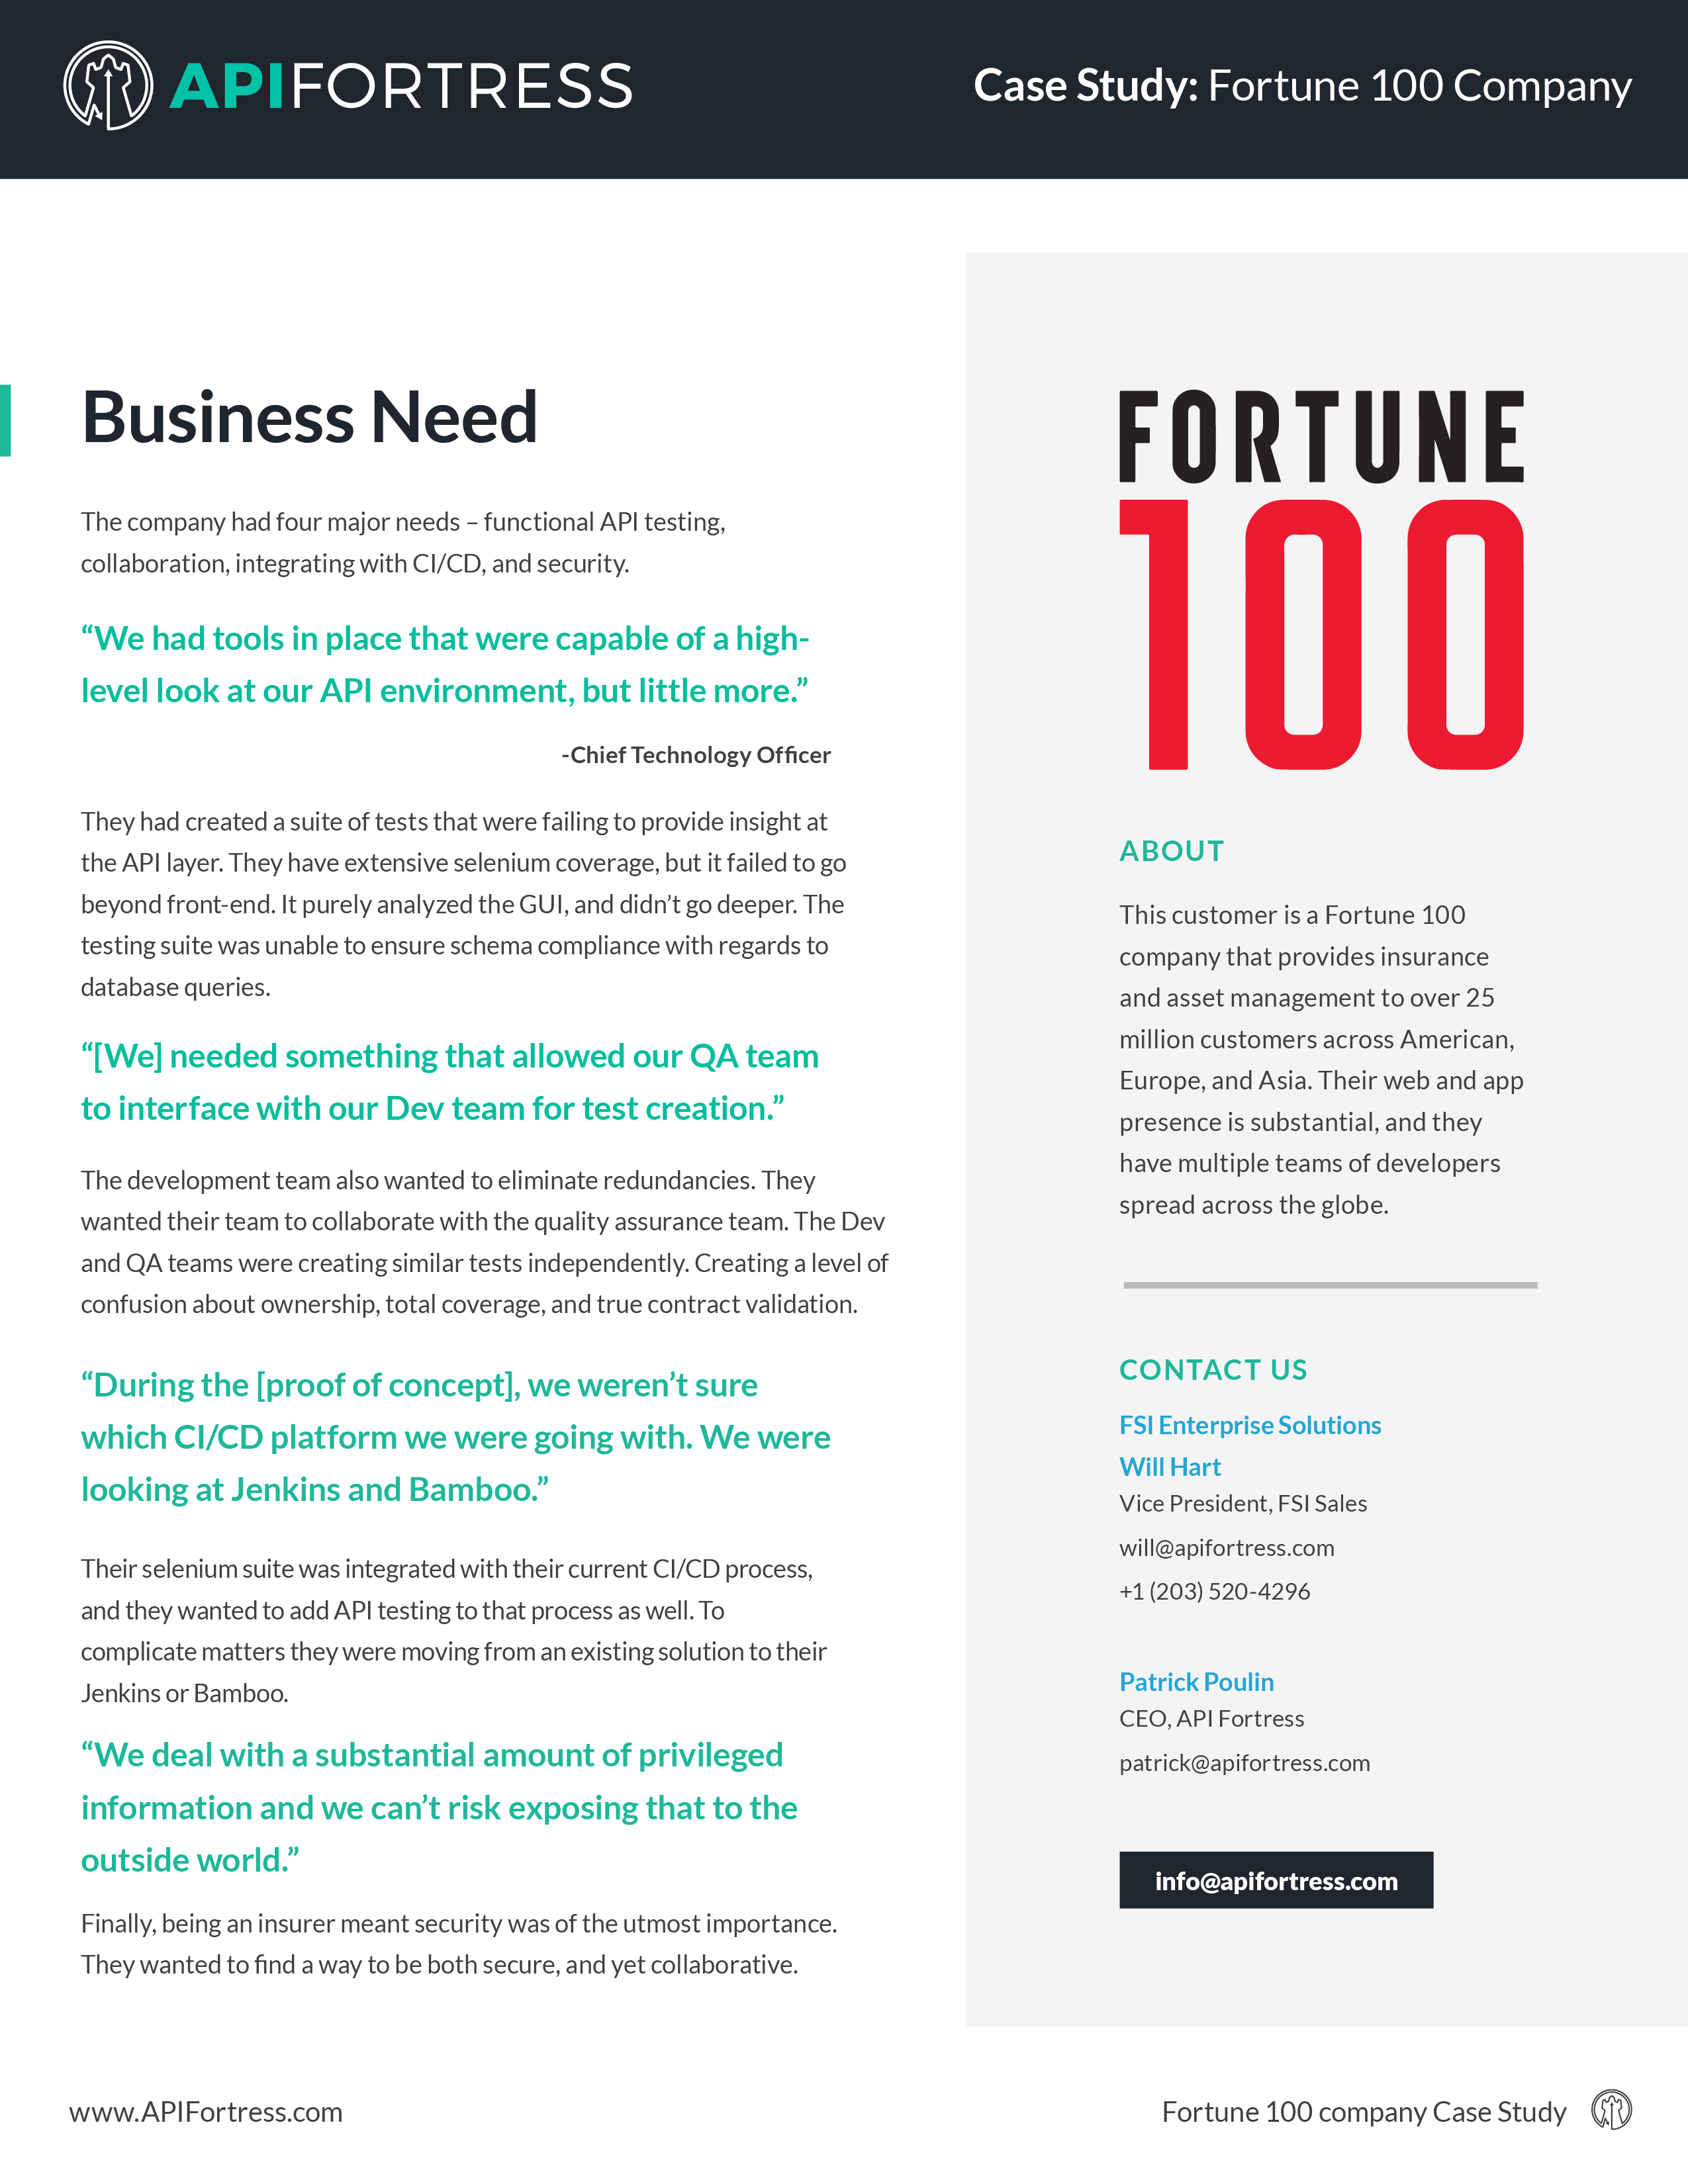 APIFORTRESS
Case Study: Fortune 100 Company
Business Need
The company had four major needs – functional API testing,
collaboration, integrating with CI/CD, and security.
“We had tools in place that were capable of a high-
level look at our API environment, but little more.”
-Chief Technology Officer
They had created a suite of tests that were failing to provide insight at
the API layer. They have extensive selenium coverage, but it failed to go
beyond front-end. It purely analyzed the GUI, and didn’t go deeper. The
testing suite was unable to ensure schema compliance with regards to
database queries.
“[We] needed something that allowed our QA team
to interface with our Dev team for test creation.”
The development team also wanted to eliminate redundancies. They
wanted their team to collaborate with the quality assurance team. The Dev
and QA teams were creating similar tests independently. Creating a level of
confusion about ownership, total coverage, and true contract validation.
“During the [proof of concept], we weren’t sure
which CI/CD platform we were going with. We were
looking at Jenkins and Bamboo.”
Their selenium suite was integrated with their current CI/CD process,
and they wanted to add API testing to that process as well. To
complicate matters they were moving from an existing solution to their
Jenkins or Bamboo.
“We deal with a substantial amount of privileged
information and we can’t risk exposing that to the
outside world.”
Finally, being an insurer meant security was of the utmost importance.
They wanted to find a way to be both secure, and yet collaborative.
FORTUNE
100
ABOUT
This customer is a Fortune 100
company that provides insurance
and asset management to over 25
million customers across American,
Europe, and Asia. Their web and app
presence is substantial, and they
have multiple teams of developers
spread across the globe.
CONTACT US
FSI Enterprise Solutions
Will Hart
Vice President, FSI Sales
will@apifortress.com
+1 (203) 520-4296
Patrick Poulin
CEO, API Fortress
patrick@apifortress.com
info@apifortress.com
www.APIFortress.com
Fortune 100 company Case Study